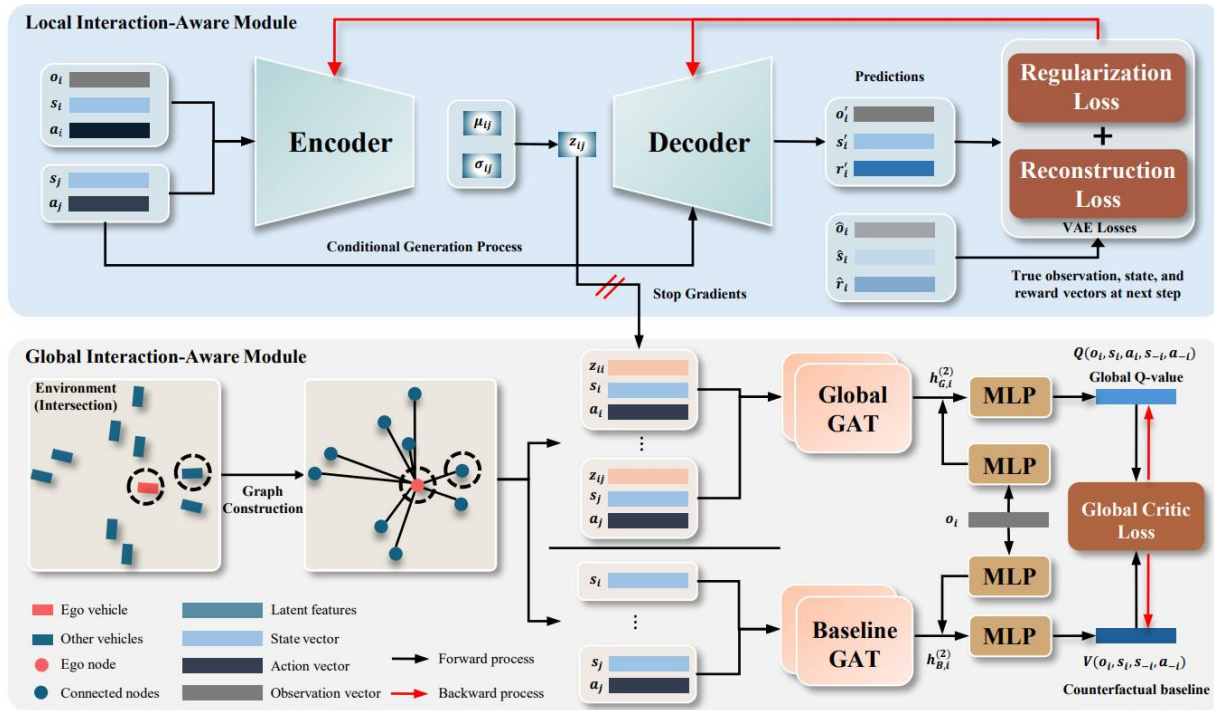 Local Interaction-Aware Module
o_i
s_i
a_i
s_j
a_j
Encoder
μ_ij
σ_ij
z_ij
Decoder
Predictions
o'_i
s'_i
r'_i
ô_i
ŝ_i
r̂_i
Regularization
Loss
+
Reconstruction
Loss
VAE Losses
True observation, state, and
reward vectors at next step
Conditional Generation Process
Stop Gradients
Global Interaction-Aware Module
Environment
(Intersection)
Graph
Construction
z_ii
s_i
a_i
⋮
z_ij
s_j
a_j
s_i
⋮
s_j
a_j
Global
GAT
h_{G,i}^{(2)}
MLP
Q(o_i, s_i, a_i, s_{-i}, a_{-i})
Global Q-value
MLP
o_i
MLP
Global Critic
Loss
Baseline
GAT
h_{B,i}^{(2)}
MLP
V(o_i, s_i, s_{-i}, a_{-i})
Counterfactual baseline
Ego vehicle
Other vehicles
Ego node
Connected nodes
Latent features
State vector
Action vector
Observation vector
Forward process
Backward process